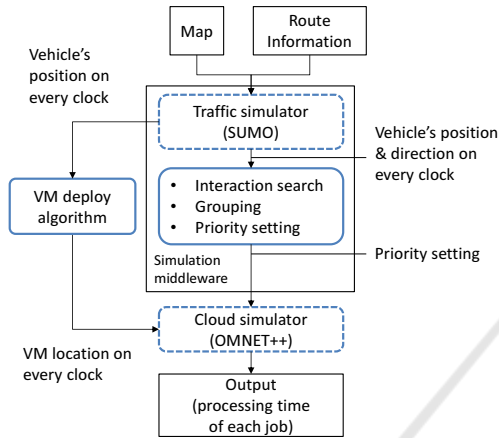 Map
Route
Information
Vehicle's
position on
every clock
Traffic simulator
(SUMO)
Vehicle's position
& direction on
every clock
VM deploy
algorithm
• Interaction search
• Grouping
• Priority setting
Simulation
middleware
Priority setting
Cloud simulator
(OMNET++)
VM location on
every clock
Output
(processing time
of each job)